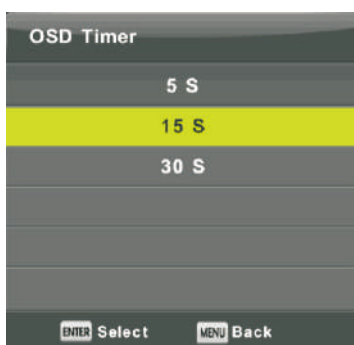 OSD Timer
5 S
15 S
30 S
ENTER Select MENU Back